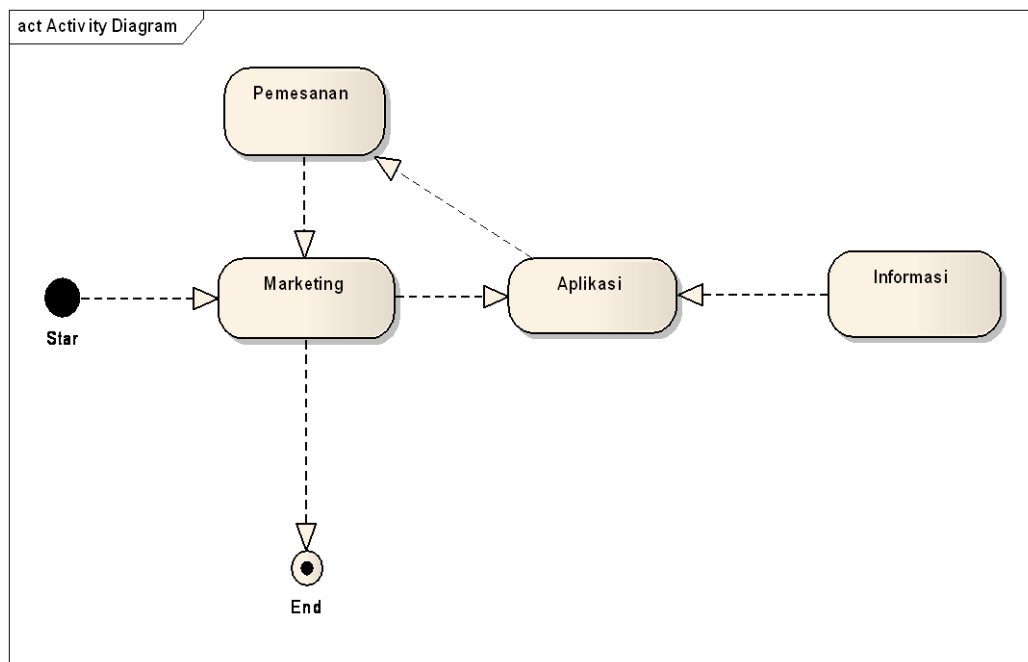 act Activity Diagram
Pemesanan
Marketing
Aplikasi
Informasi
Star
End